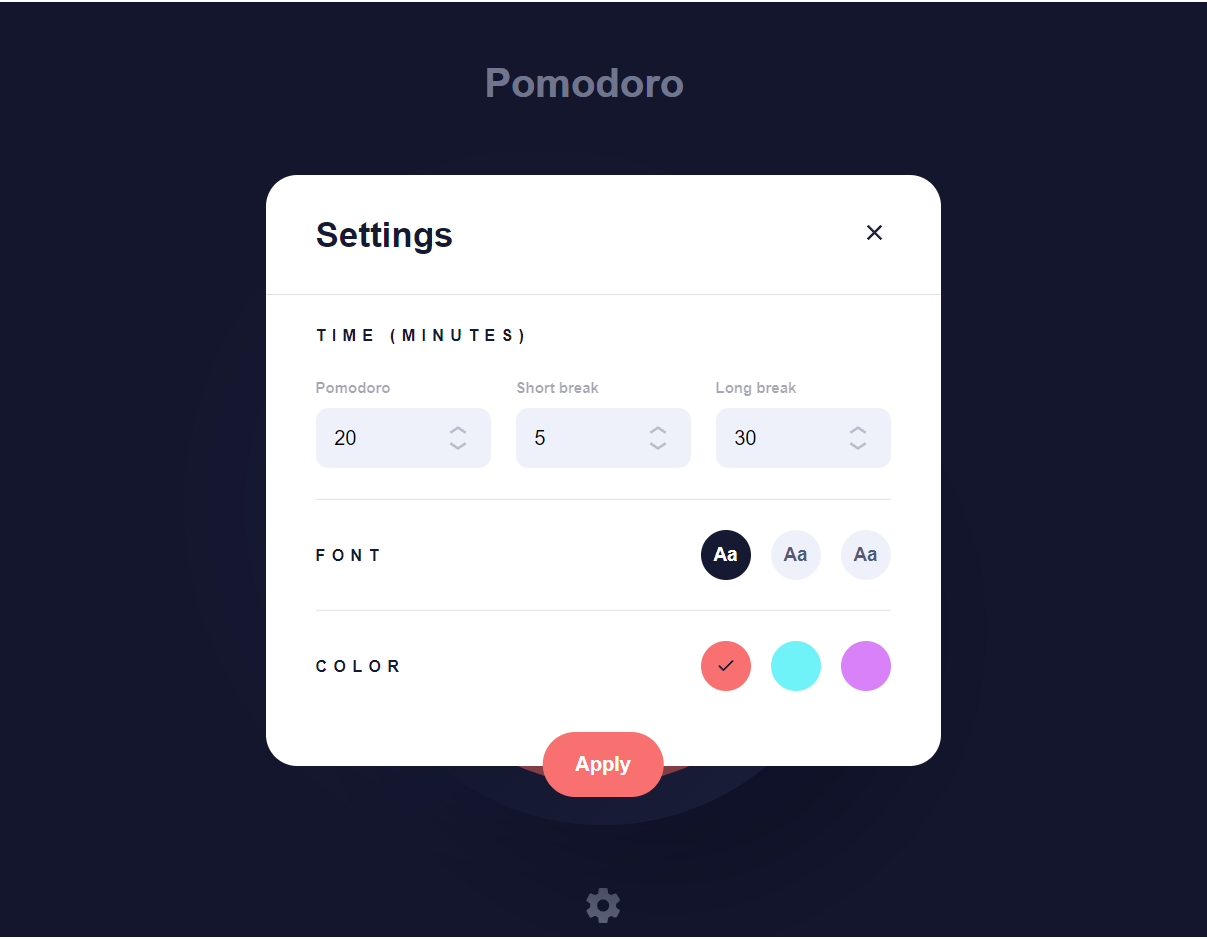 Pomodoro
Settings
TIME (MINUTES)
Pomodoro Short break Long break
20 5 30
FONT Aa Aa Aa
COLOR
Apply